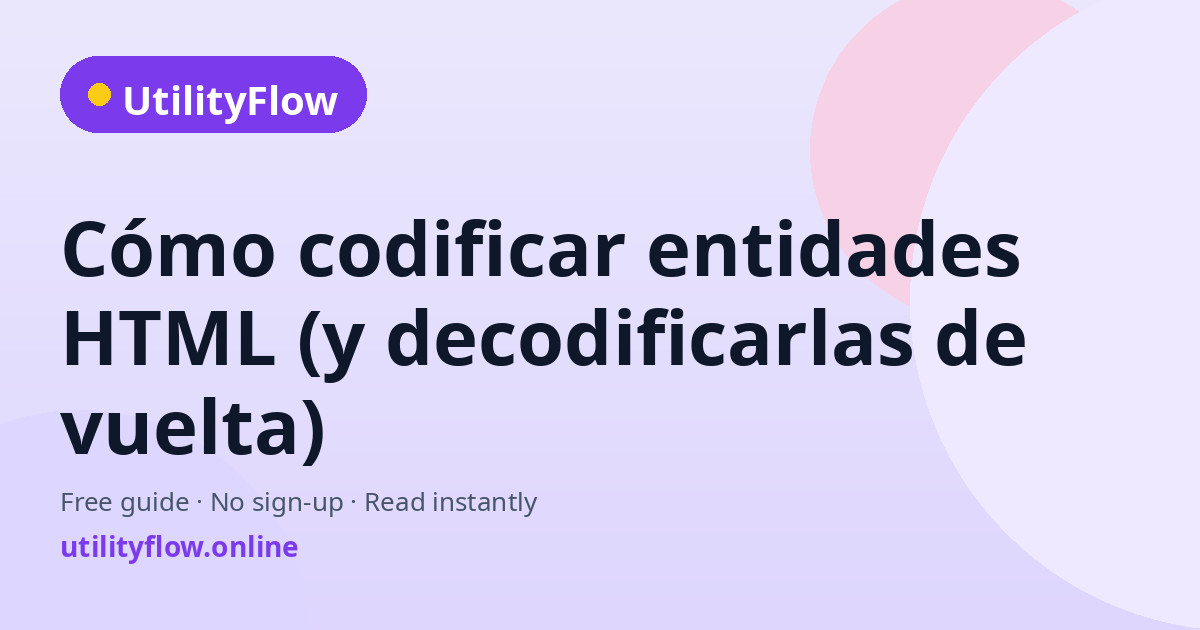 UtilityFlow
Cómo codificar entidades
HTML (y decodificarlas de
vuelta)
Free guide · No sign-up · Read instantly
utilityflow.online